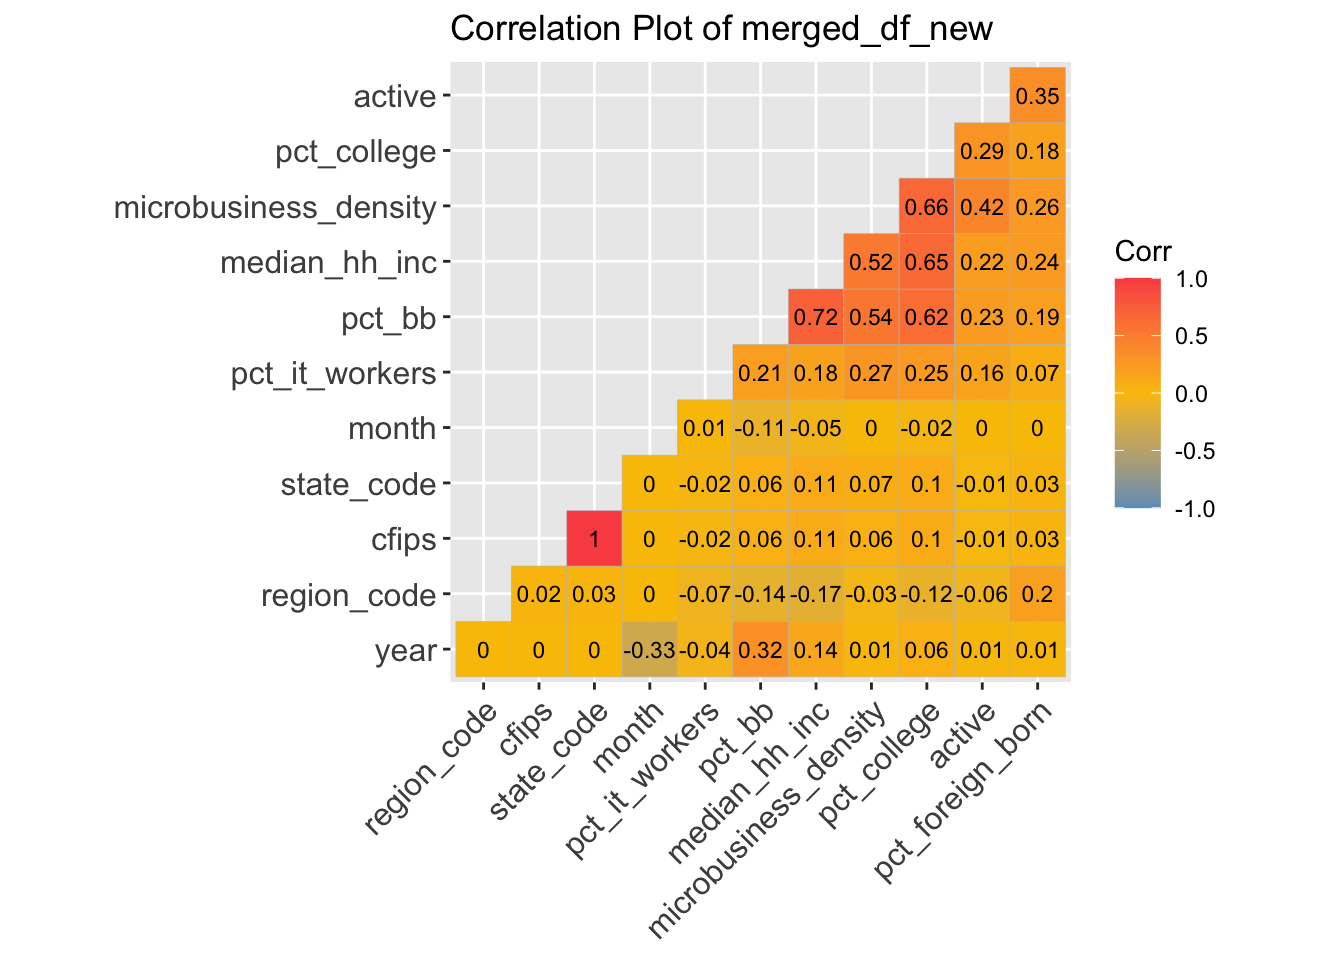 Correlation Plot of merged_df_new
active 0.35
pct_college 0.29 0.18
microbusiness_density 0.66 0.42 0.26
median_hh_inc 0.52 0.65 0.22 0.24
pct_bb 0.72 0.54 0.62 0.23 0.19
pct_it_workers 0.21 0.18 0.27 0.25 0.16 0.07
month 0.01 -0.11 -0.05 0 -0.02 0 0
state_code 0 -0.02 0.06 0.11 0.07 0.1 -0.01 0.03
cfips 1 0 -0.02 0.06 0.11 0.06 0.1 -0.01 0.03
region_code 0.02 0.03 0 -0.07 -0.14 -0.17 -0.03 -0.12 -0.06 0.2
year 0 0 0 -0.33 -0.04 0.32 0.14 0.01 0.06 0.01 0.01
region_code
cfips
state_code
month
pct_it_workers
pct_bb
median_hh_inc
microbusiness_density
pct_college
active
pct_foreign_born
Corr
1.0
0.5
0.0
-0.5
-1.0